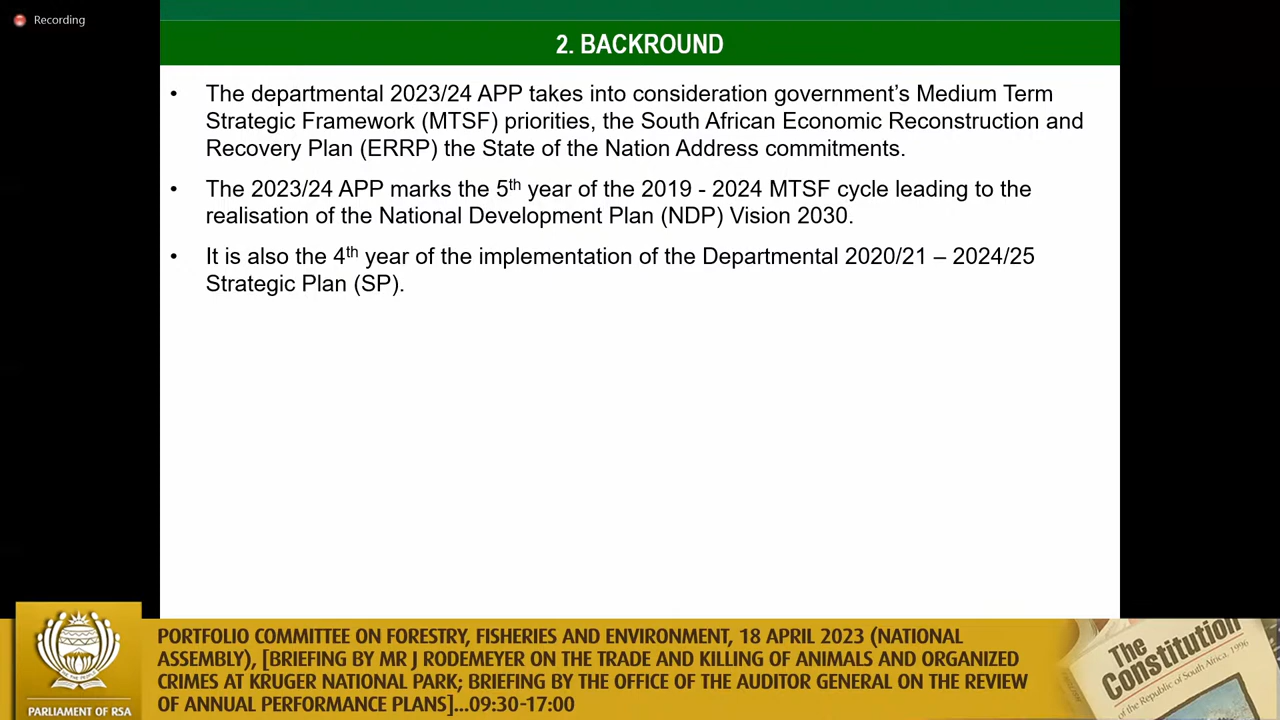 Recording
2. BACKROUND
• The departmental 2023/24 APP takes into consideration government's Medium Term
Strategic Framework (MTSF) priorities, the South African Economic Reconstruction and
Recovery Plan (ERRP) the State of the Nation Address commitments.
• The 2023/24 APP marks the 5th year of the 2019 - 2024 MTSF cycle leading to the
realisation of the National Development Plan (NDP) Vision 2030.
• It is also the 4th year of the implementation of the Departmental 2020/21 – 2024/25
Strategic Plan (SP).
PORTFOLIO COMMITTEE ON FORESTRY, FISHERIES AND ENVIRONMENT, 18 APRIL 2023 (NATIONAL
ASSEMBLY), [BRIEFING BY MR J RODEMEYER ON THE TRADE AND KILLING OF ANIMALS AND ORGANIZED
CRIMES AT KRUGER NATIONAL PARK; BRIEFING BY THE OFFICE OF THE AUDITOR GENERAL ON THE REVIEW
OF ANNUAL PERFORMANCE PLANS]...09:30-17:00
PARLIAMENT OF RSA
The
Constitution
of the Republic of South Africa, 1996